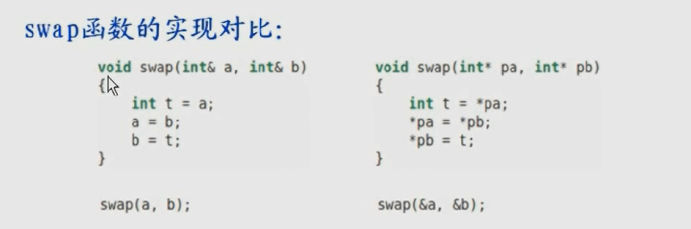 swap函数的实现对比:
void swap(int& a, int& b)
{
    int t = a;
    a = b;
    b = t;
}
swap(a, b);
void swap(int* pa, int* pb)
{
    int t = *pa;
    *pa = *pb;
    *pb = t;
}
swap(&a, &b);